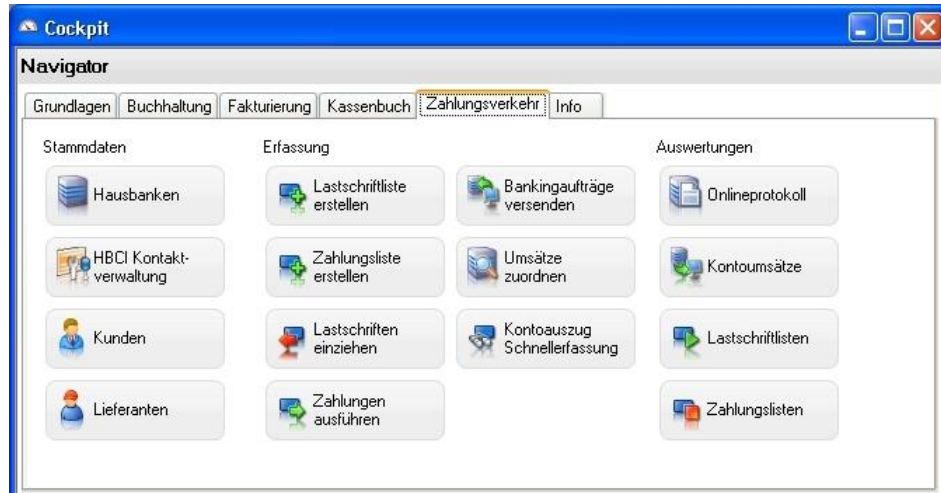 Cockpit
Navigator
Grundlagen Buchhaltung Fakturierung Kassenbuch Zahlungsverkehr Info
Stammdaten
Hausbanken
HBCI Kontakt-
verwaltung
Kunden
Lieferanten
Erfassung
Lastschriftliste
erstellen
Zahlungsliste
erstellen
Lastschriften
einziehen
Zahlungen
ausführen
Bankingaufträge
versenden
Umsätze
zuordnen
Kontoauszug
Schnellerfassung
Auswertungen
Onlineprotokoll
Kontoumsätze
Lastschriftlisten
Zahlungslisten